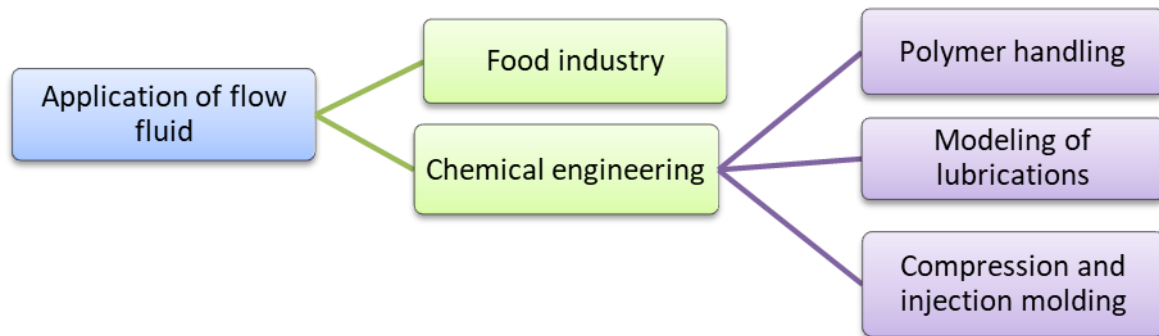 Application of flow
fluid
Food industry
Chemical engineering
Polymer handling
Modeling of
lubrications
Compression and
injection molding